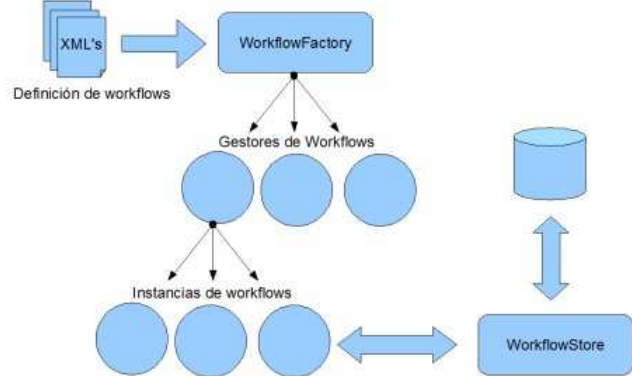 XML's
WorkflowFactory
Definición de workflows
Gestores de Workflows
Instancias de workflows
WorkflowStore